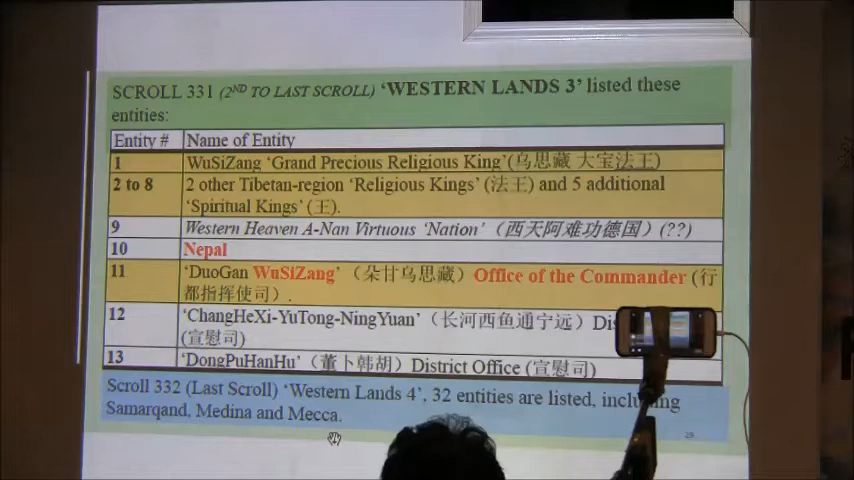 SCROLL 331 (2ND TO LAST SCROLL) 'WESTERN LANDS 3' listed these
entities:
Entity # Name of Entity
1 WuSiZang 'Grand Precious Religious King'(乌思藏 大宝法王)
2 to 8 2 other Tibetan-region 'Religious Kings' (法王) and 5 additional
'Spiritual Kings' (王).
9 Western Heaven A-Nan Virtuous 'Nation' (西天阿难功德国) (??)
10 Nepal
11 'DuoGan WuSiZang' (朵甘乌思藏) Office of the Commander (行
都指挥使司).
12 'ChangHeXi-YuTong-NingYuan' (长河西鱼通宁远)
(宣慰司)
13 'DongPuHanHu' (董卜韩胡) District Office (宣慰司)
Scroll 332 (Last Scroll) 'Western Lands 4', 32 entities are listed, including
Samarqand, Medina and Mecca.